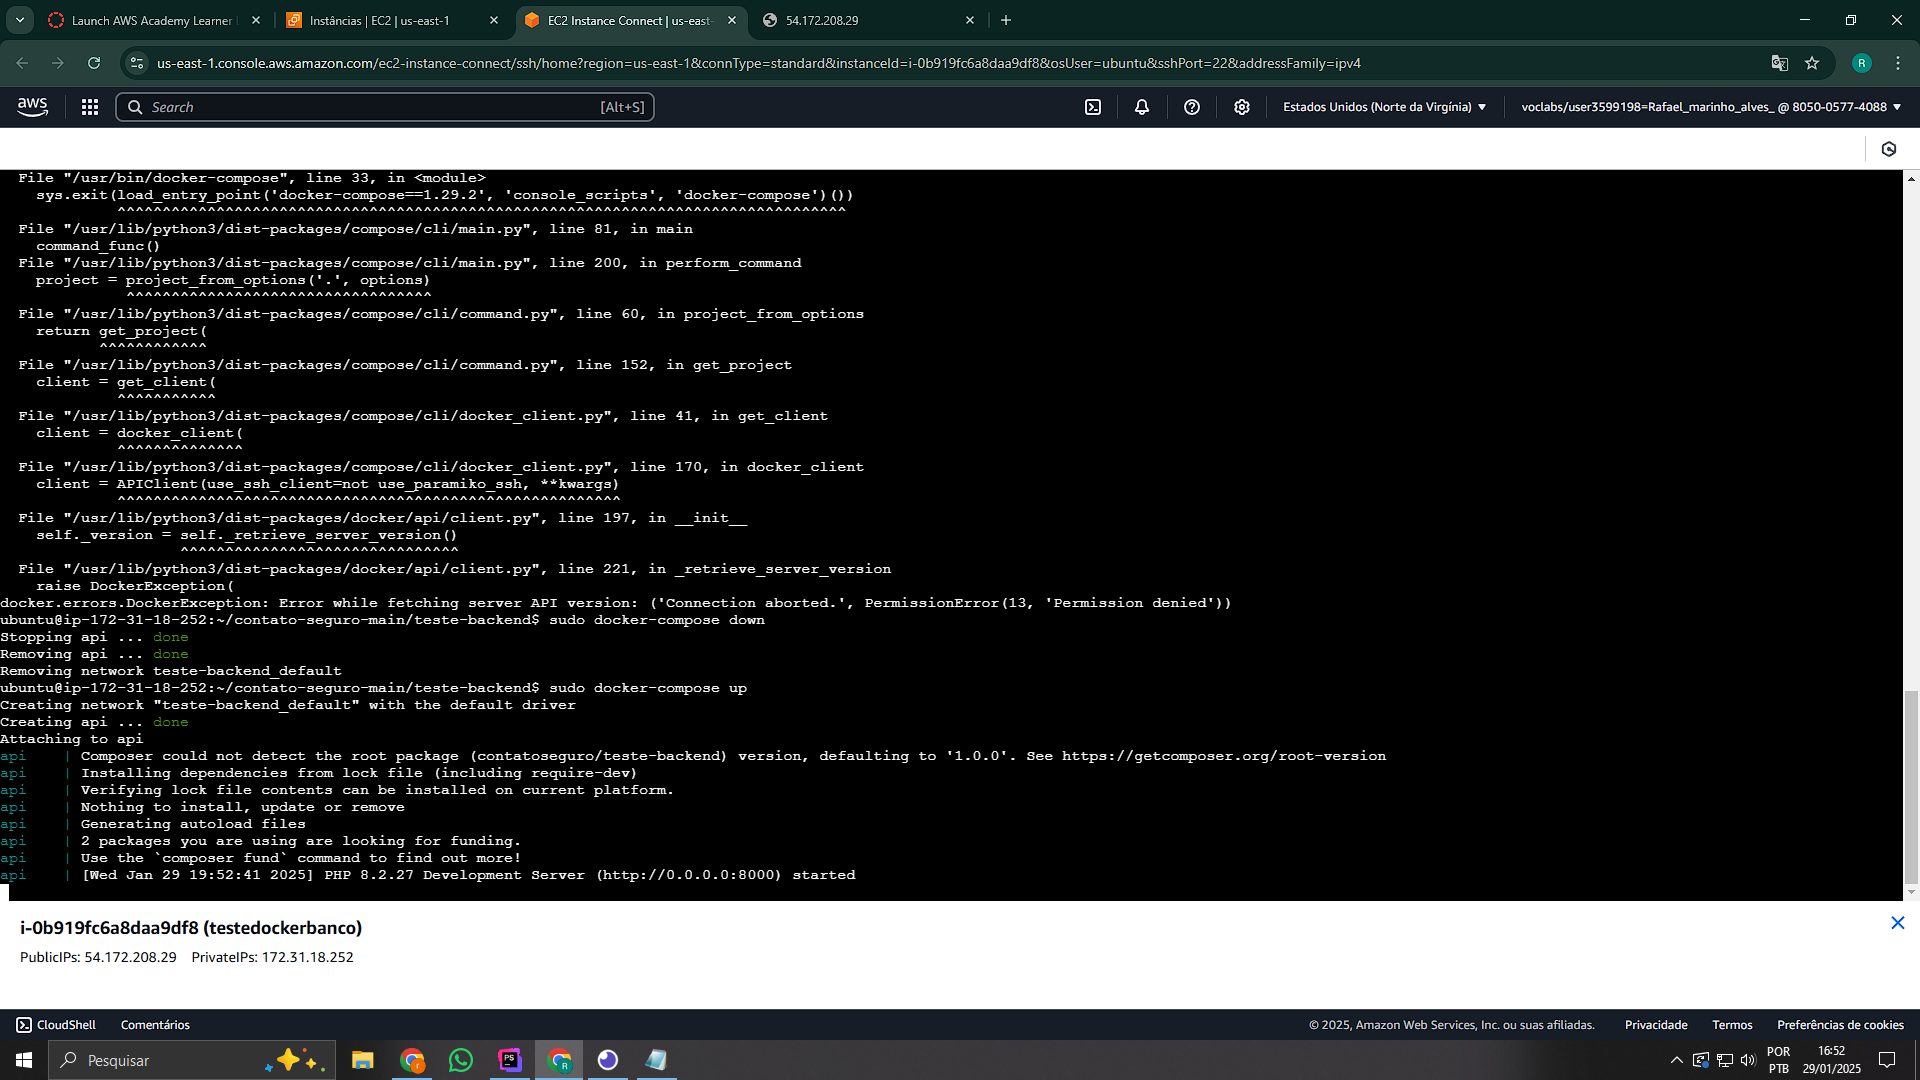 Launch AWS Academy Learner
Instâncias | EC2 | us-east-1
EC2 Instance Connect | us-east-
54.172.208.29
us-east-1.console.aws.amazon.com/ec2-instance-connect/ssh/home?region=us-east-1&connType=standard&instanceId=i-0b919fc6a8daa9df8&osUser=ubuntu&sshPort=22&addressFamily=ipv4
R
aws
Search
[Alt+S]
Estados Unidos (Norte da Virgínia)
voclabs/user3599198=Rafael_marinho_alves_ @ 8050-0577-4088
  File "/usr/bin/docker-compose", line 33, in <module>
    sys.exit(load_entry_point('docker-compose==1.29.2', 'console_scripts', 'docker-compose')())
             ^^^^^^^^^^^^^^^^^^^^^^^^^^^^^^^^^^^^^^^^^^^^^^^^^^^^^^^^^^^^^^^^^^^^^^^^^^^^^^^^^
  File "/usr/lib/python3/dist-packages/compose/cli/main.py", line 81, in main
    command_func()
  File "/usr/lib/python3/dist-packages/compose/cli/main.py", line 200, in perform_command
    project = project_from_options('.', options)
              ^^^^^^^^^^^^^^^^^^^^^^^^^^^^^^^^^^
  File "/usr/lib/python3/dist-packages/compose/cli/command.py", line 60, in project_from_options
    return get_project(
           ^^^^^^^^^^^^
  File "/usr/lib/python3/dist-packages/compose/cli/command.py", line 152, in get_project
    client = get_client(
             ^^^^^^^^^^^
  File "/usr/lib/python3/dist-packages/compose/cli/docker_client.py", line 41, in get_client
    client = docker_client(
             ^^^^^^^^^^^^^^
  File "/usr/lib/python3/dist-packages/compose/cli/docker_client.py", line 170, in docker_client
    client = APIClient(use_ssh_client=not use_paramiko_ssh, **kwargs)
             ^^^^^^^^^^^^^^^^^^^^^^^^^^^^^^^^^^^^^^^^^^^^^^^^^^^^^^^^
  File "/usr/lib/python3/dist-packages/docker/api/client.py", line 197, in __init__
    self._version = self._retrieve_server_version()
                    ^^^^^^^^^^^^^^^^^^^^^^^^^^^^^^^
  File "/usr/lib/python3/dist-packages/docker/api/client.py", line 221, in _retrieve_server_version
    raise DockerException(
docker.errors.DockerException: Error while fetching server API version: ('Connection aborted.', PermissionError(13, 'Permission denied'))
ubuntu@ip-172-31-18-252:~/contato-seguro-main/teste-backend$ sudo docker-compose down
Stopping api ... done
Removing api ... done
Removing network teste-backend_default
ubuntu@ip-172-31-18-252:~/contato-seguro-main/teste-backend$ sudo docker-compose up
Creating network "teste-backend_default" with the default driver
Creating api ... done
Attaching to api
api    | Composer could not detect the root package (contatoseguro/teste-backend) version, defaulting to '1.0.0'. See https://getcomposer.org/root-version
api    | Installing dependencies from lock file (including require-dev)
api    | Verifying lock file contents can be installed on current platform.
api    | Nothing to install, update or remove
api    | Generating autoload files
api    | 2 packages you are using are looking for funding.
api    | Use the `composer fund` command to find out more!
api    | [Wed Jan 29 19:52:41 2025] PHP 8.2.27 Development Server (http://0.0.0.0:8000) started
i-0b919fc6a8daa9df8 (testedockerbanco)
PublicIPs: 54.172.208.29 PrivateIPs: 172.31.18.252
CloudShell
Comentários
© 2025, Amazon Web Services, Inc. ou suas afiliadas.
Privacidade
Termos
Preferências de cookies
Pesquisar
PS
r
R
POR
PTB
16:52
29/01/2025